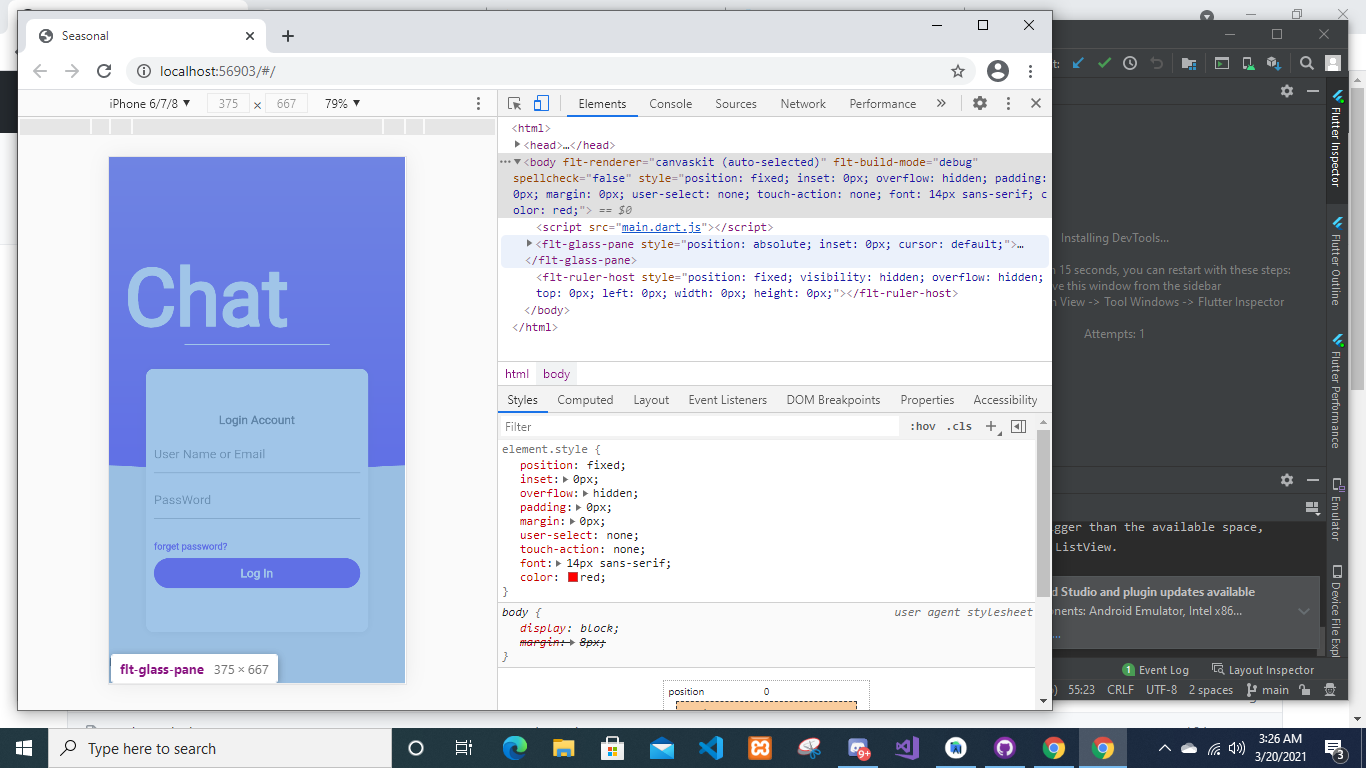 Seasonal
localhost:56903/#/
iPhone 6/7/8 ▼ 375 × 667 79% ▼
Elements Console Sources Network Performance »
<html>
<head>…</head>
<body flt-renderer="canvaskit (auto-selected)" flt-build-mode="debug"
spellcheck="false" style="position: fixed; inset: 0px; overflow: hidden; padding:
0px; margin: 0px; user-select: none; touch-action: none; font: 14px sans-serif; c
olor: red;"> == $0
<script src="main.dart.js"></script>
<flt-glass-pane style="position: absolute; inset: 0px; cursor: default;">…
</flt-glass-pane>
<flt-ruler-host style="position: fixed; visibility: hidden; overflow: hidden;
top: 0px; left: 0px; width: 0px; height: 0px;"></flt-ruler-host>
</body>
</html>
html body
Styles Computed Layout Event Listeners DOM Breakpoints Properties Accessibility
Filter :hov .cls +
element.style {
position: fixed;
inset: 0px;
overflow: hidden;
padding: 0px;
margin: 0px;
user-select: none;
touch-action: none;
font: 14px sans-serif;
color: red;
}
body { user agent stylesheet
display: block;
margin: 8px;
}
position 0
Chat
Login Account
User Name or Email
PassWord
forget password?
Log In
flt-glass-pane 375 × 667
Installing DevTools...
15 seconds, you can restart with these steps:
this window from the sidebar
View -> Tool Windows -> Flutter Inspector
Attempts: 1
Flutter Inspector
Flutter Outline
Flutter Performance
Emulator
Device File Expl
gger than the available space,
ListView.
d Studio and plugin updates available
onents: Android Emulator, Intel x86...
1 Event Log Layout Inspector
55:23 CRLF UTF-8 2 spaces main
Type here to search
9+
3:26 AM
3/20/2021
3